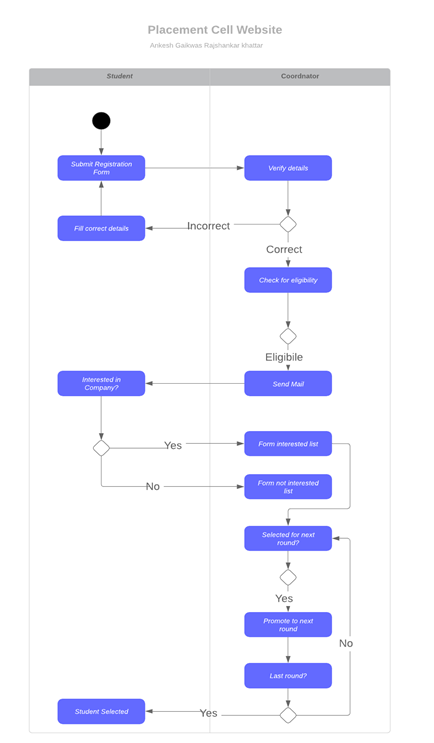 Placement Cell Website
Ankesh Gaikwas Rajshankar khattar
Student
Coordnator
Submit Registration
Form
Verify details
Fill correct details
Incorrect
Correct
Check for eligibility
Eligibile
Interested in
Company?
Send Mail
Yes
Form interested list
No
Form not interested
list
Selected for next
round?
Yes
Promote to next
round
No
Last round?
Student Selected
Yes